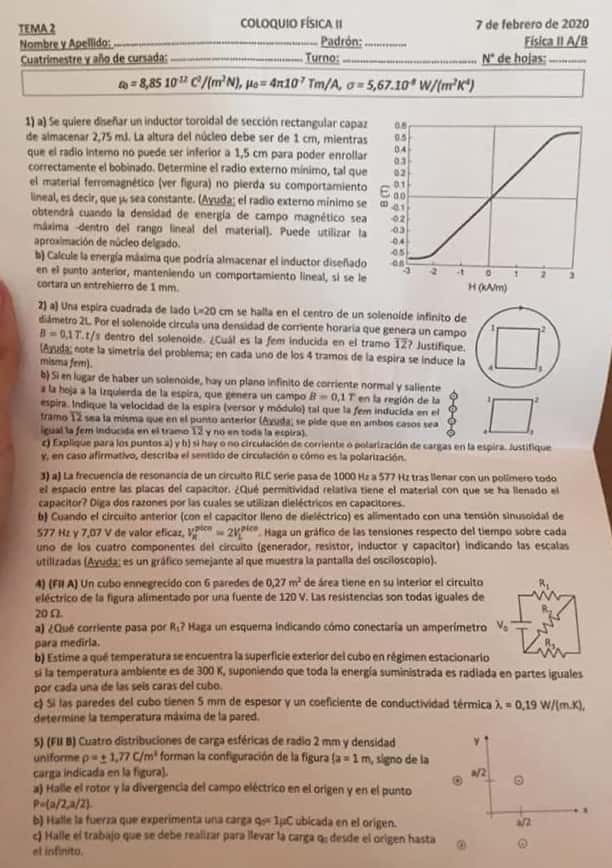 TEMA 2
COLOQUIO FÍSICA II
7 de febrero de 2020
Nombre y Apellido: Padrón:
Física II A/B
Cuatrimestre y año de cursada: Turno: N° de hojas:
ε₀ = 8,85 10⁻¹² C²/(m²N), μ₀ = 4π10⁻⁷ Tm/A, σ = 5,67.10⁻⁸ W/(m²K⁴)
1) a) Se quiere diseñar un inductor toroidal de sección rectangular capaz
de almacenar 2,75 mJ. La altura del núcleo debe ser de 1 cm, mientras
que el radio interno no puede ser inferior a 1,5 cm para poder enrollar
correctamente el bobinado. Determine el radio externo mínimo, tal que
el material ferromagnético (ver figura) no pierda su comportamiento
lineal, es decir, que μᵣ sea constante. (Ayuda: el radio externo mínimo se
obtendrá cuando la densidad de energía de campo magnético sea
máxima -dentro del rango lineal del material). Puede utilizar la
aproximación de núcleo delgado.
b) Calcule la energía máxima que podría almacenar el inductor diseñado
en el punto anterior, manteniendo un comportamiento lineal, si se le
cortara un entrehierro de 1 mm.
0.6
0.5
0.4
0.3
0.2
0.1
0.0
-0.1
-0.2
-0.3
-0.4
-0.5
-0.6
B (T)
-3 -2 -1 0 1 2 3
H (kA/m)
2) a) Una espira cuadrada de lado L=20 cm se halla en el centro de un solenoide infinito de
diámetro 2L. Por el solenoide circula una densidad de corriente horaria que genera un campo
B = 0,1 T.t/s dentro del solenoide. ¿Cuál es la fem inducida en el tramo 12? Justifique.
(Ayuda: note la simetría del problema; en cada uno de los 4 tramos de la espira se induce la
misma fem).
b) Si en lugar de haber un solenoide, hay un plano infinito de corriente normal y saliente
a la hoja a la izquierda de la espira, que genera un campo B = 0,1 T en la región de la
espira. Indique la velocidad de la espira (versor y módulo) tal que la fem inducida en el
tramo 12 sea la misma que en el punto anterior (Ayuda: se pide que en ambos casos sea
igual la fem inducida en el tramo 12 y no en toda la espira).
c) Explique para los puntos a) y b) si hay o no circulación de corriente o polarización de cargas en la espira. Justifique
y, en caso afirmativo, describa el sentido de circulación o cómo es la polarización.
1 2
4 3
1 2
4 3
3) a) La frecuencia de resonancia de un circuito RLC serie pasa de 1000 Hz a 577 Hz tras llenar con un polímero todo
el espacio entre las placas del capacitor. ¿Qué permitividad relativa tiene el material con que se ha llenado el
capacitor? Diga dos razones por las cuales se utilizan dieléctricos en capacitores.
b) Cuando el circuito anterior (con el capacitor lleno de dieléctrico) es alimentado con una tensión sinusoidal de
577 Hz y 7,07 V de valor eficaz, V_R^pico = 2V_L^pico. Haga un gráfico de las tensiones respecto del tiempo sobre cada
uno de los cuatro componentes del circuito (generador, resistor, inductor y capacitor) indicando las escalas
utilizadas (Ayuda: es un gráfico semejante al que muestra la pantalla del osciloscopio).
4) (FII A) Un cubo ennegrecido con 6 paredes de 0,27 m² de área tiene en su interior el circuito
eléctrico de la figura alimentado por una fuente de 120 V. Las resistencias son todas iguales de
20 Ω.
a) ¿Qué corriente pasa por R₁? Haga un esquema indicando cómo conectaría un amperímetro
para medirla.
b) Estime a qué temperatura se encuentra la superficie exterior del cubo en régimen estacionario
si la temperatura ambiente es de 300 K, suponiendo que toda la energía suministrada es radiada en partes iguales
por cada una de las seis caras del cubo.
c) Si las paredes del cubo tienen 5 mm de espesor y un coeficiente de conductividad térmica λ = 0,19 W/(m.K),
determine la temperatura máxima de la pared.
R₁
R₂
V₀
R₃
5) (FII B) Cuatro distribuciones de carga esféricas de radio 2 mm y densidad
uniforme ρ = ± 1,77 C/m³ forman la configuración de la figura (a = 1 m, signo de la
carga indicada en la figura).
a) Halle el rotor y la divergencia del campo eléctrico en el origen y en el punto
P=(a/2,a/2).
b) Halle la fuerza que experimenta una carga q₀= 1μC ubicada en el origen.
c) Halle el trabajo que se debe realizar para llevar la carga q₀ desde el origen hasta
el infinito.
y
a/2
x
a/2